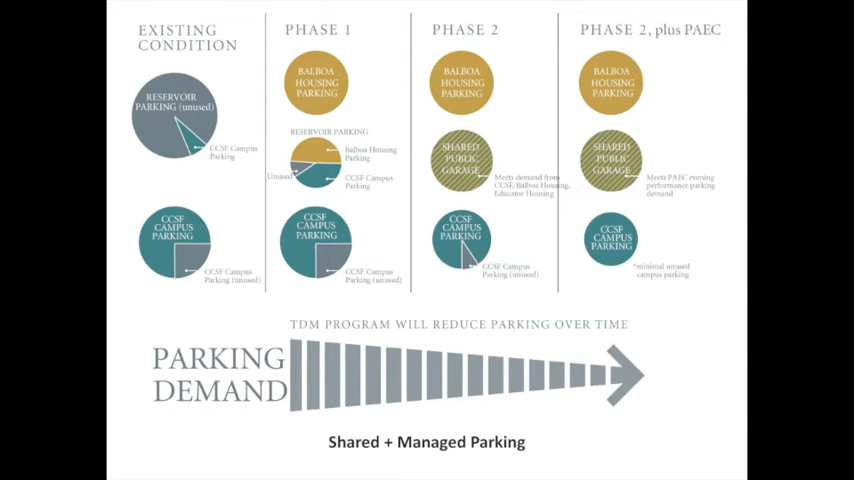 EXISTING
CONDITION
RESERVOIR
PARKING (unused)
CCSF Campus
Parking
CCSF
CAMPUS
PARKING
CCSF Campus
Parking (unused)
PHASE 1
BALBOA
HOUSING
PARKING
RESERVOIR PARKING
Balboa Housing
Parking
Unused
CCSF Campus
Parking
CCSF
CAMPUS
PARKING
CCSF Campus
Parking (unused)
PHASE 2
BALBOA
HOUSING
PARKING
SHARED
PUBLIC
GARAGE
Meets demand from
CCSF, Balboa Housing,
Educator Housing
CCSF
CAMPUS
PARKING
CCSF Campus
Parking (unused)
PHASE 2, plus PAEC
BALBOA
HOUSING
PARKING
SHARED
PUBLIC
GARAGE
Meets PAEC evening
performance parking
demand
CCSF
CAMPUS
PARKING
*minimal unused
campus parking
TDM PROGRAM WILL REDUCE PARKING OVER TIME
PARKING
DEMAND
Shared + Managed Parking